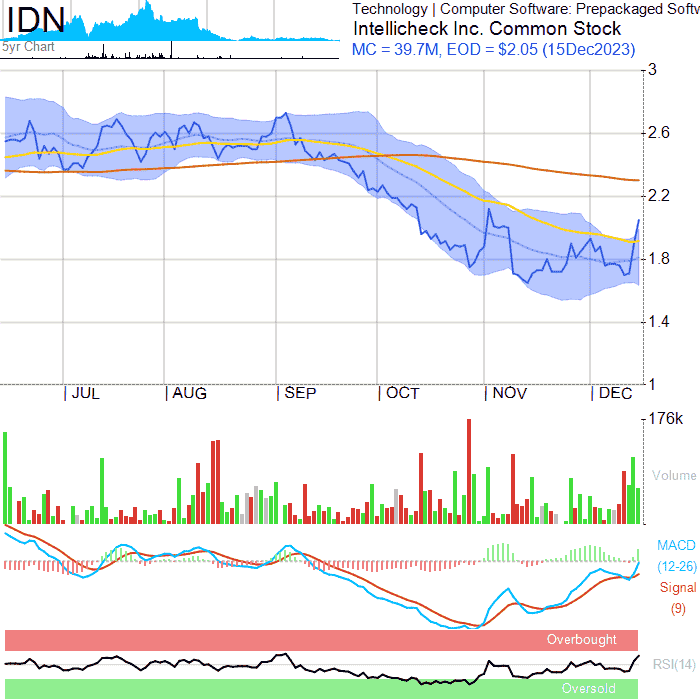 IDN
5yr Chart
Technology | Computer Software: Prepackaged Softw
Intellicheck Inc. Common Stock
MC = 39.7M, EOD = $2.05 (15Dec2023)
3
2.6
2.2
1.8
1.4
1
| JUL | AUG | SEP | OCT | NOV | DEC
176k
Volume
MACD
(12-26)
Signal
(9)
Overbought
RSI(14)
Oversold